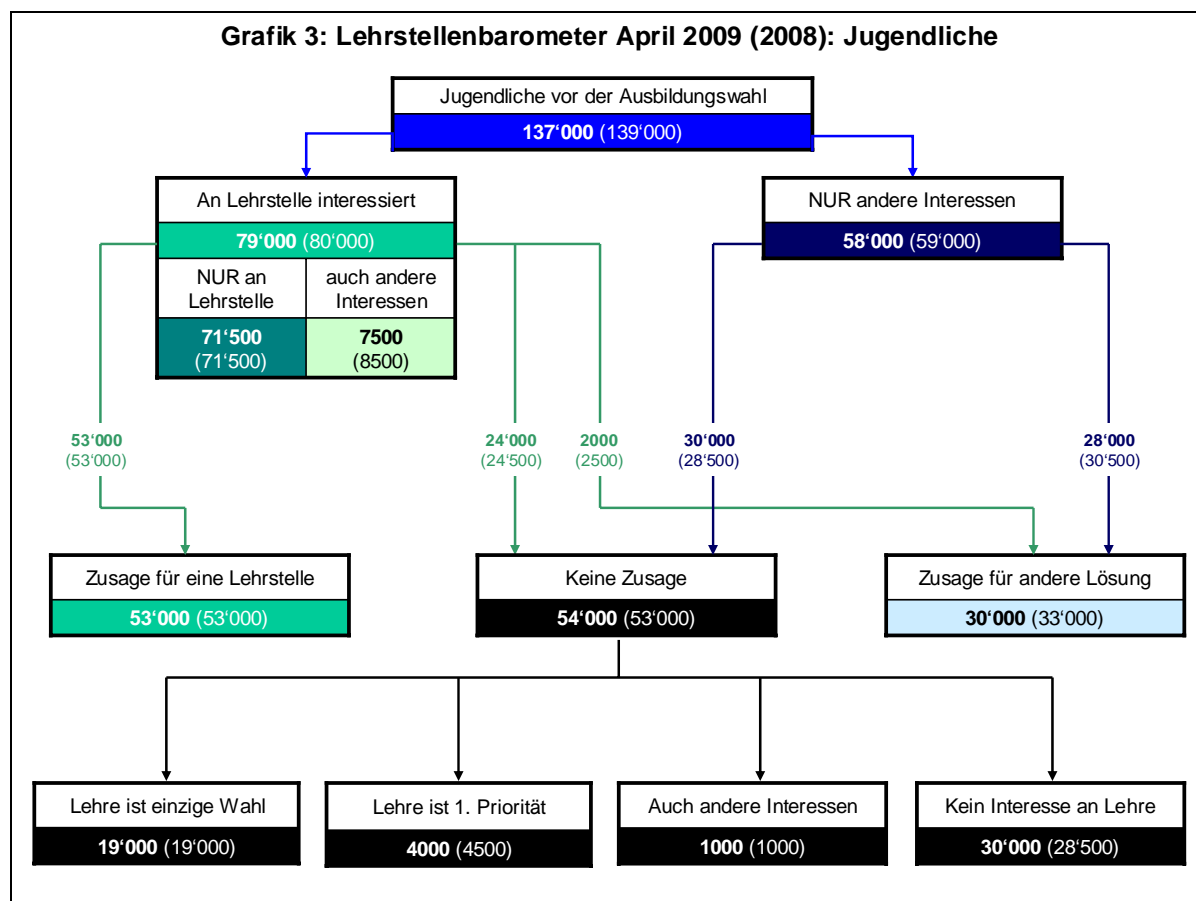 Grafik 3: Lehrstellenbarometer April 2009 (2008): Jugendliche
Jugendliche vor der Ausbildungswahl
137‘000 (139‘000)
An Lehrstelle interessiert
79‘000 (80‘000)
NUR an
Lehrstelle
71‘500
(71‘500)
auch andere
Interessen
7500
(8500)
NUR andere Interessen
58‘000 (59‘000)
53‘000
(53‘000)
24‘000
(24‘500)
2000
(2500)
30‘000
(28‘500)
28‘000
(30‘500)
Zusage für eine Lehrstelle
53‘000 (53‘000)
Keine Zusage
54‘000 (53‘000)
Zusage für andere Lösung
30‘000 (33‘000)
Lehre ist einzige Wahl
19‘000 (19‘000)
Lehre ist 1. Priorität
4000 (4500)
Auch andere Interessen
1000 (1000)
Kein Interesse an Lehre
30‘000 (28‘500)